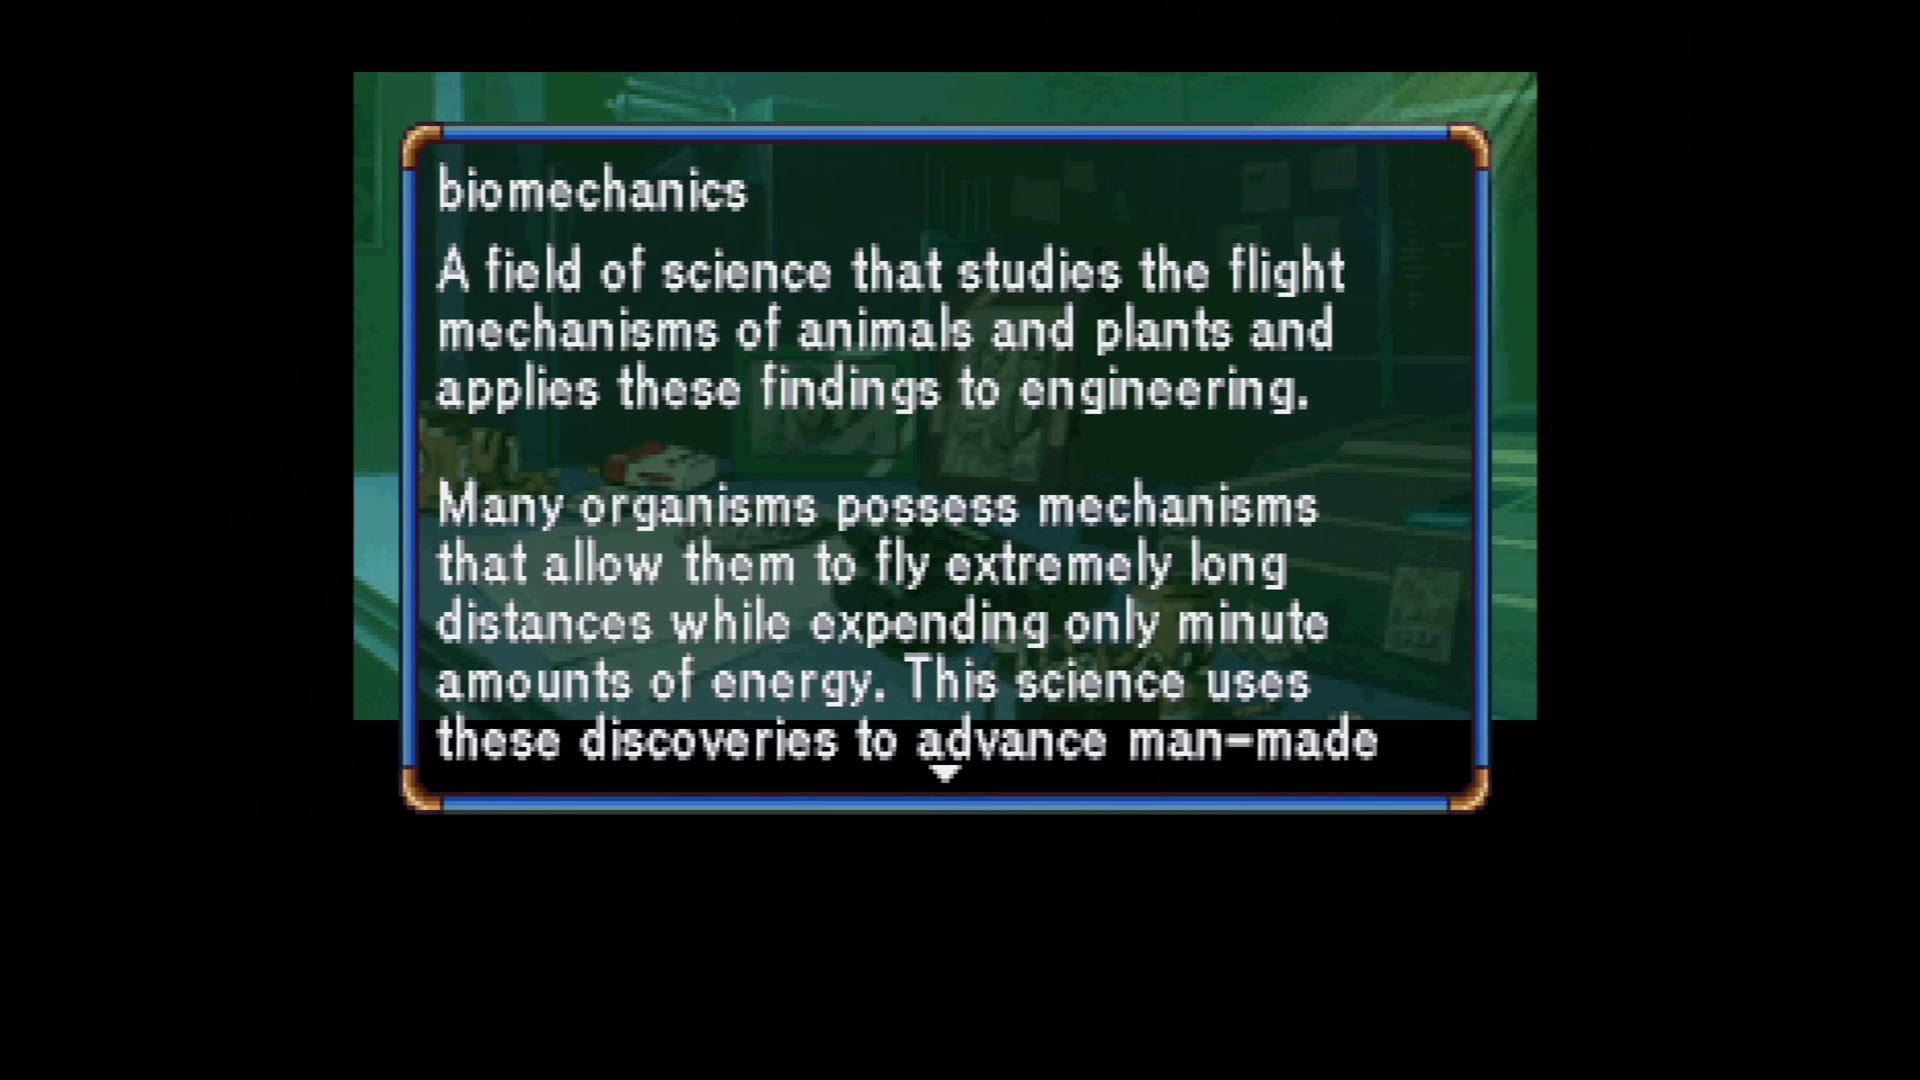 biomechanics
A field of science that studies the flight
mechanisms of animals and plants and
applies these findings to engineering.
Many organisms possess mechanisms
that allow them to fly extremely long
distances while expending only minute
amounts of energy. This science uses
these discoveries to advance man-made